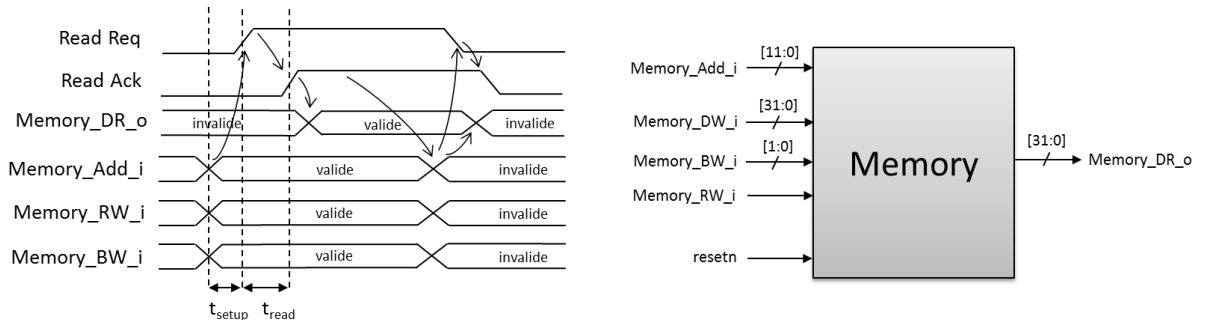 Read Req
Read Ack
Memory_DR_o
invalide
valide
invalide
Memory_Add_i
valide
invalide
Memory_RW_i
valide
invalide
Memory_BW_i
valide
invalide
tsetup
tread
[11:0]
Memory_Add_i
[31:0]
Memory_DW_i
[1:0]
Memory_BW_i
Memory_RW_i
resetn
Memory
[31:0]
Memory_DR_o